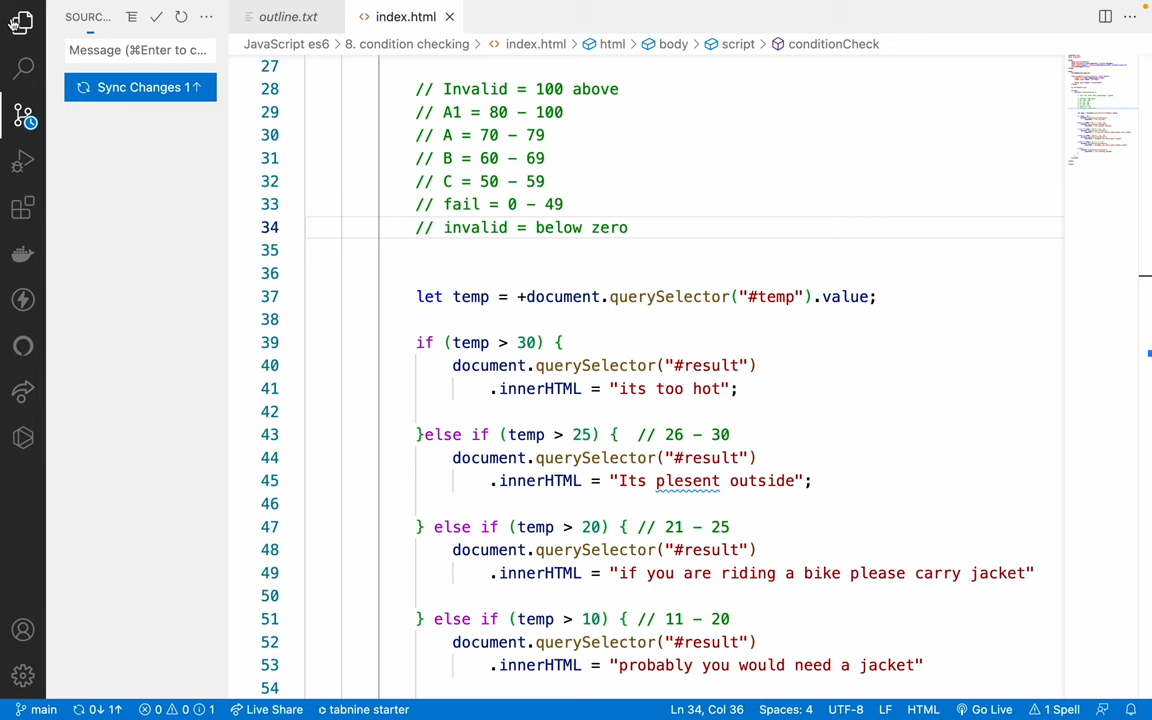 SOURC...
outline.txt
index.html
Message (⌘Enter to c...
Sync Changes 1↑
JavaScript es6 > 8. condition checking > index.html > html > body > script > conditionCheck
27
28 // Invalid = 100 above
29 // A1 = 80 - 100
30 // A = 70 - 79
31 // B = 60 - 69
32 // C = 50 - 59
33 // fail = 0 - 49
34 // invalid = below zero
35
36
37 let temp = +document.querySelector("#temp").value;
38
39 if (temp > 30) {
40 document.querySelector("#result")
41 .innerHTML = "its too hot";
42
43 }else if (temp > 25) { // 26 - 30
44 document.querySelector("#result")
45 .innerHTML = "Its plesent outside";
46
47 } else if (temp > 20) { // 21 - 25
48 document.querySelector("#result")
49 .innerHTML = "if you are riding a bike please carry jacket"
50
51 } else if (temp > 10) { // 11 - 20
52 document.querySelector("#result")
53 .innerHTML = "probably you would need a jacket"
54
main 0↓ 1↑ 0 0 1 Live Share tabnine starter Ln 34, Col 36 Spaces: 4 UTF-8 LF HTML Go Live 1 Spell